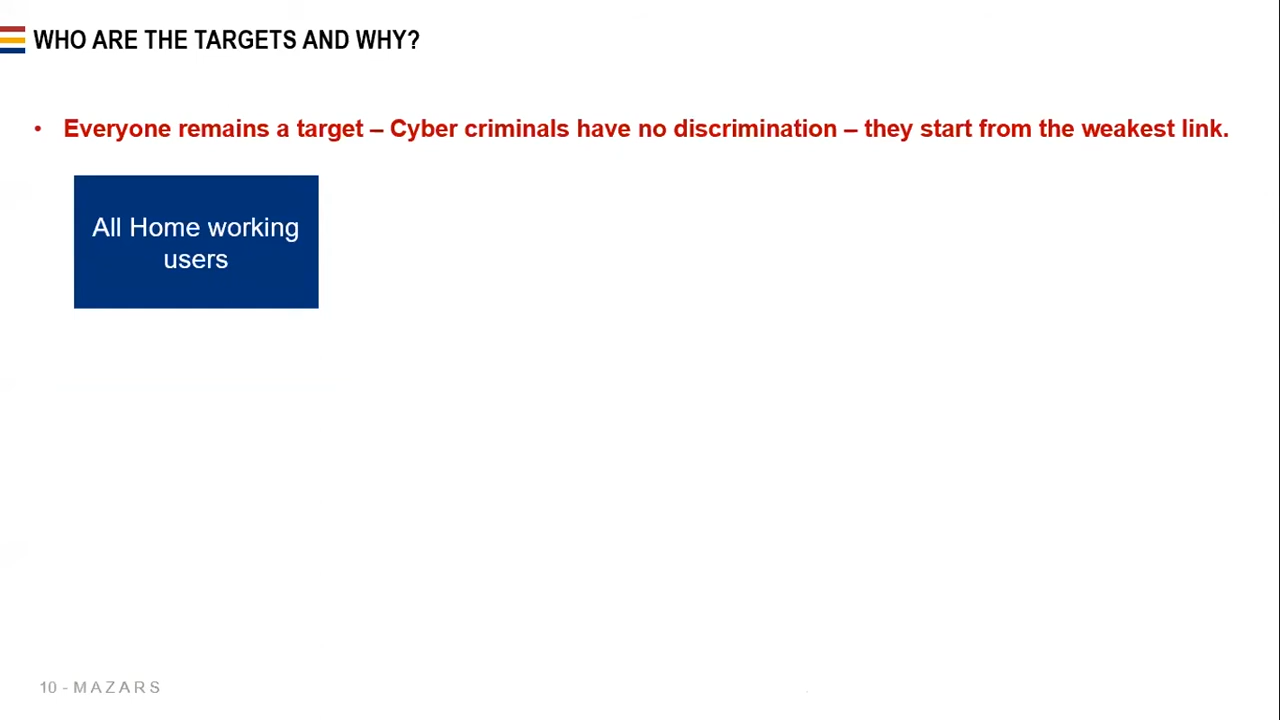 WHO ARE THE TARGETS AND WHY?
• Everyone remains a target – Cyber criminals have no discrimination – they start from the weakest link.
All Home working
users
10 - MAZARS